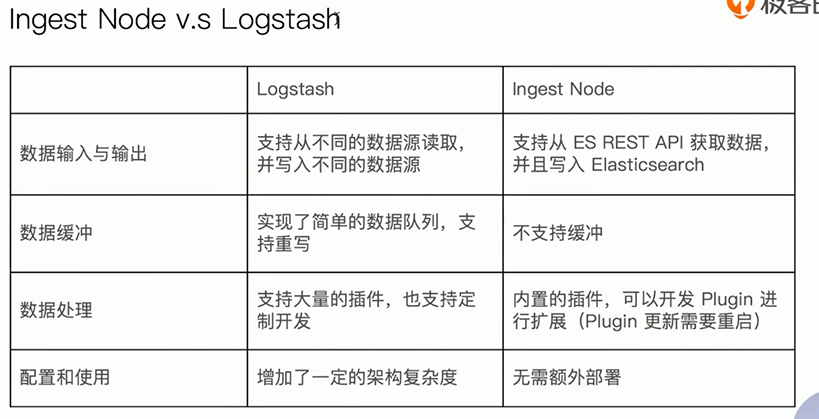 Ingest Node v.s Logstash
极客
Logstash
Ingest Node
数据输入与输出
支持从不同的数据源读取，
并写入不同的数据源
支持从 ES REST API 获取数据，
并且写入 Elasticsearch
数据缓冲
实现了简单的数据队列，支
持重写
不支持缓冲
数据处理
支持大量的插件，也支持定
制开发
内置的插件，可以开发 Plugin 进
行扩展（Plugin 更新需要重启）
配置和使用
增加了一定的架构复杂度
无需额外部署